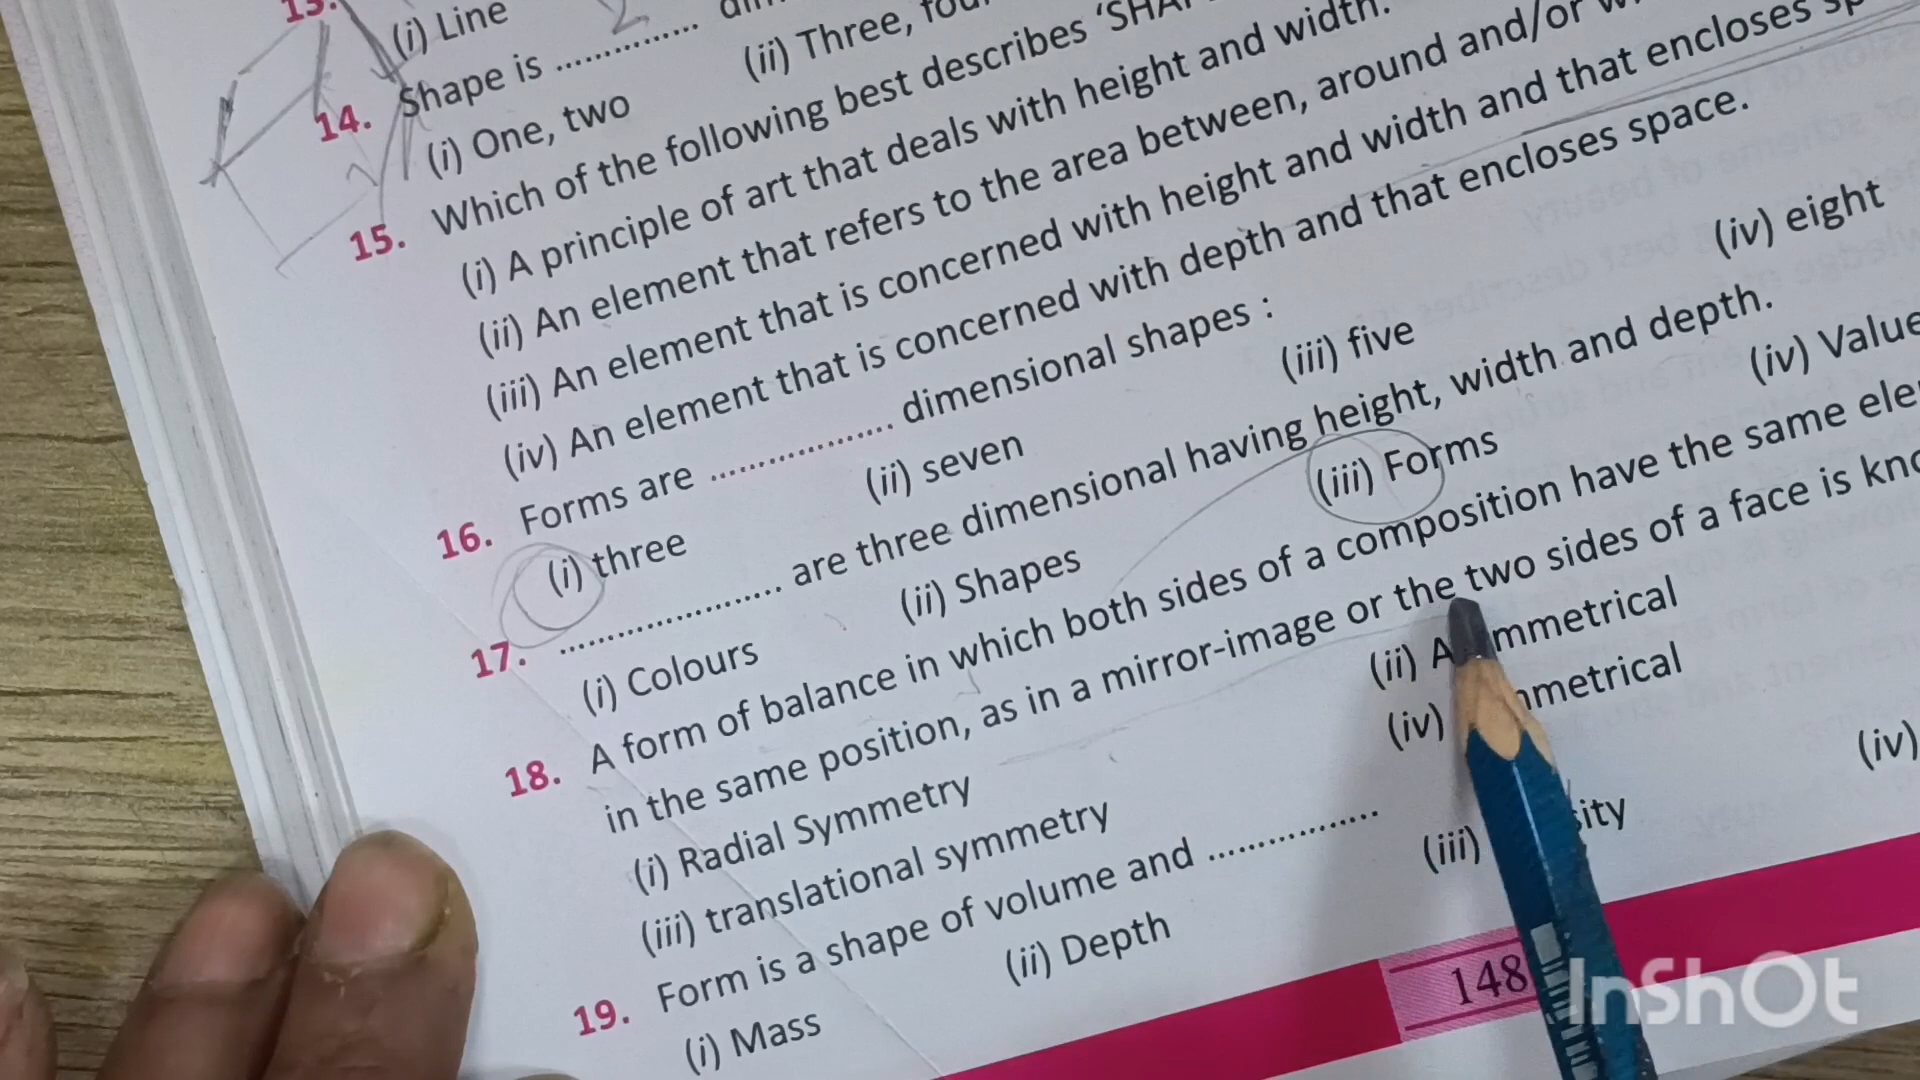 13.
(i) Line
14. Shape is ..............
(i) One, two (ii) Three,
15. Which of the following best describes
(i) A principle of art that deals with height and width.
(ii) An element that refers to the area between, around and/or
(iii) An element that is concerned with height and width and that encloses
(iv) An element that is concerned with depth and that encloses space.
16. Forms are .................. dimensional shapes :
(i) three (ii) seven (iii) five (iv) eight
17. ...................... are three dimensional having height, width and depth.
(i) Colours (ii) Shapes (iii) Forms (iv) Value
18. A form of balance in which both sides of a composition have the same
in the same position, as in a mirror-image or the two sides of a face is
(i) Radial Symmetry (ii)
(iii) translational symmetry (iv)
19. Form is a shape of volume and .................
(i) Mass (ii) Depth (iii) (iv)
148
InShOt